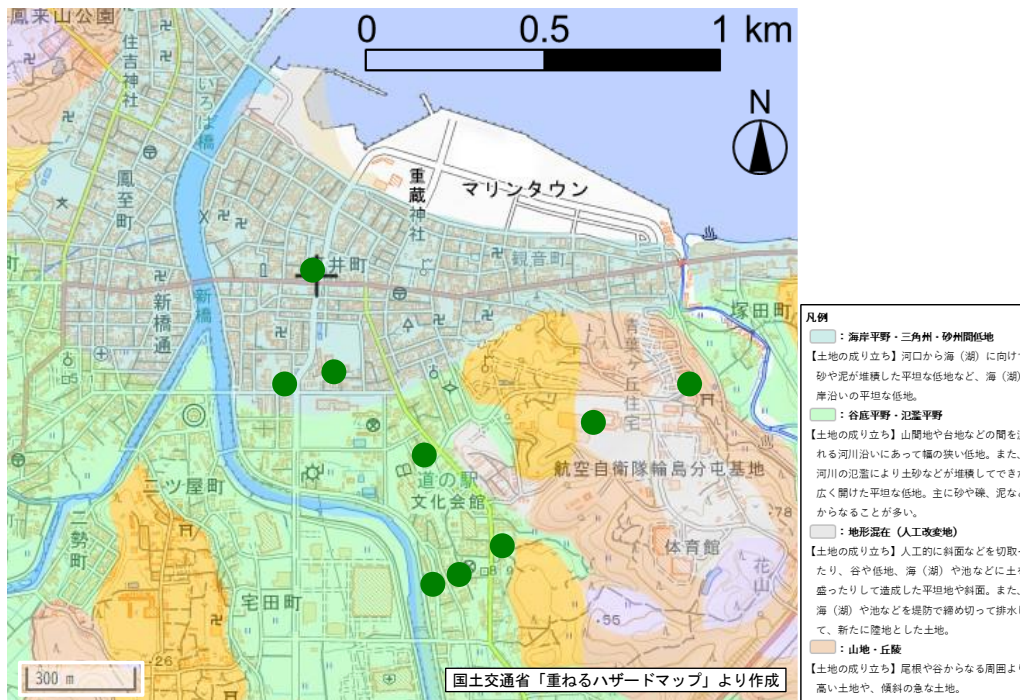 0 0.5 1 km
N
鳳来山公園
住吉神社
いろは橋
鳳至町
重蔵神社
マリンタウン
井町
観音町
新橋通
新橋
塚田町
青葉ケ丘住宅
航空自衛隊輪島分屯基地
道の駅
文化会館
二ツ屋町
二勢町
体育館
・78
花山
宅田町
・55
・26
300 m
国土交通省「重ねるハザードマップ」より作成
凡例
：海岸平野・三角州・砂州間低地
【土地の成り立ち】河口から海（湖）に向けて
砂や泥が堆積した平坦な低地など、海（湖）
岸沿いの平坦な低地。
：谷底平野・氾濫平野
【土地の成り立ち】山間地や台地などの間を
れる河川沿いにあって幅の狭い低地。また、
河川の氾濫により土砂などが堆積してでき
広く開けた平坦な低地。主に砂や礫、泥な
からなることが多い。
：地形混在（人工改変地）
【土地の成り立ち】人工的に斜面などを切取
たり、谷や低地、海（湖）や池などに土を
盛ったりして造成した平坦地や斜面。また、
海（湖）や池などを堤防で締め切って排水
て、新たに陸地とした土地。
：山地・丘陵
【土地の成り立ち】尾根や谷からなる周囲より
高い土地や、傾斜の急な土地。